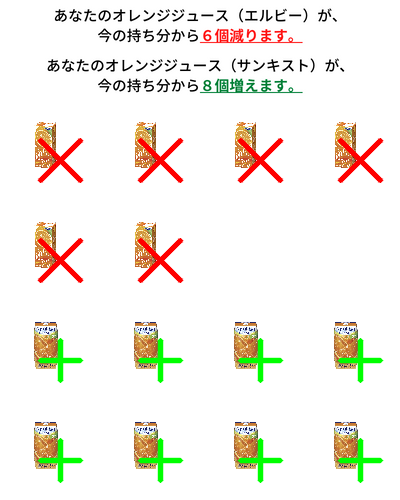 あなたのオレンジジュース（エルビー）が、
今の持ち分から６個減ります。
あなたのオレンジジュース（サンキスト）が、
今の持ち分から８個増えます。